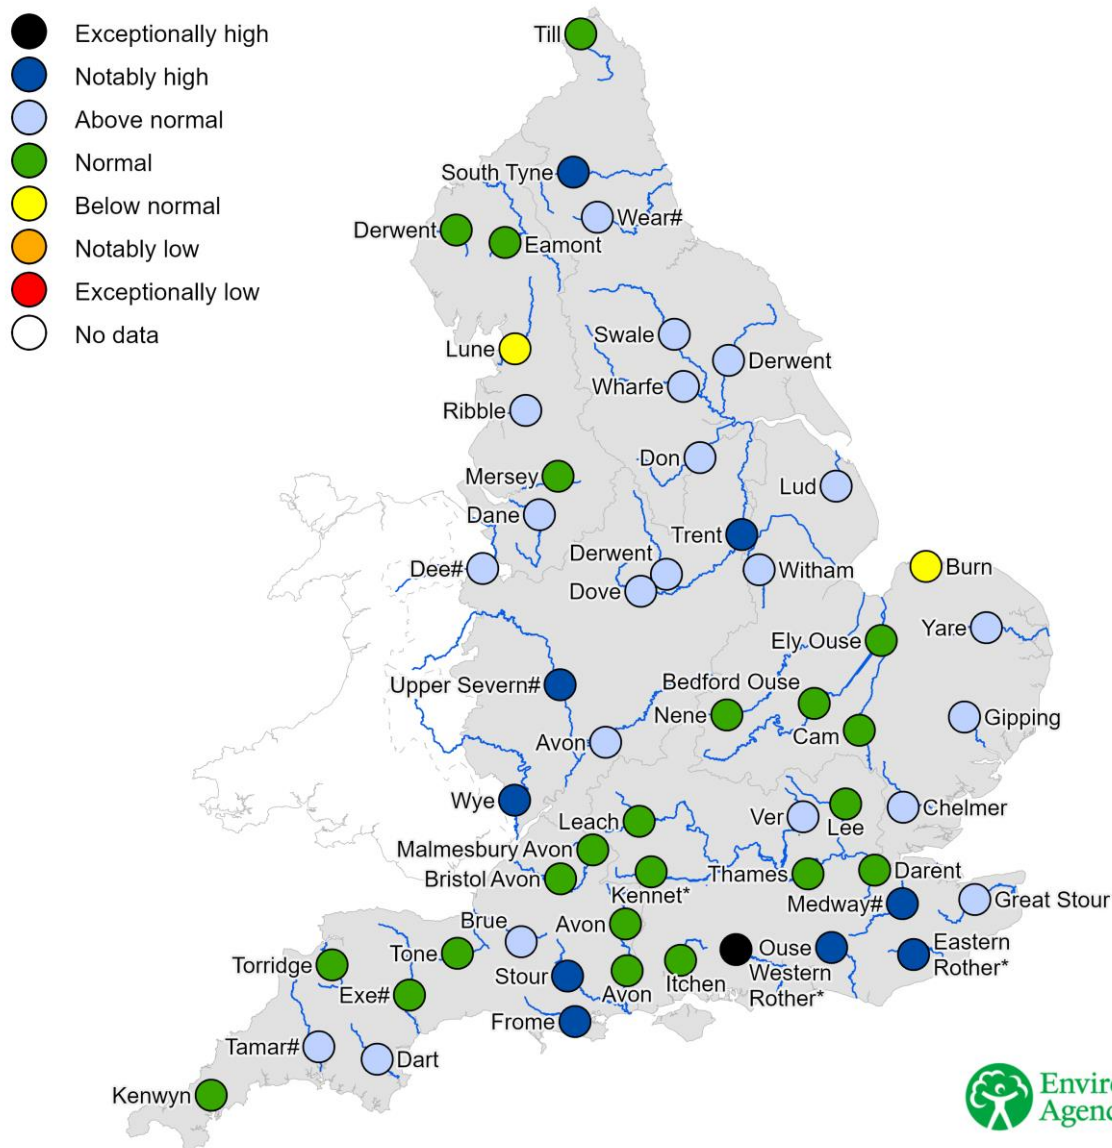 Exceptionally high
Notably high
Above normal
Normal
Below normal
Notably low
Exceptionally low
No data
Till
South Tyne
Wear#
Derwent
Eamont
Lune
Swale
Derwent
Wharfe
Ribble
Don
Mersey
Lud
Dane
Trent
Derwent
Dee#
Witham
Burn
Dove
Yare
Ely Ouse
Upper Severn#
Bedford Ouse
Nene
Gipping
Cam
Avon
Wye
Chelmer
Ver
Lee
Leach
Malmesbury Avon
Bristol Avon
Kennet*
Thames
Darent
Medway#
Great Stour
Brue
Avon
Tone
Ouse
Eastern
Rother*
Western
Rother*
Torridge
Stour
Avon
Itchen
Exe#
Frome
Tamar#
Dart
Kenwyn
Enviro
Agenc